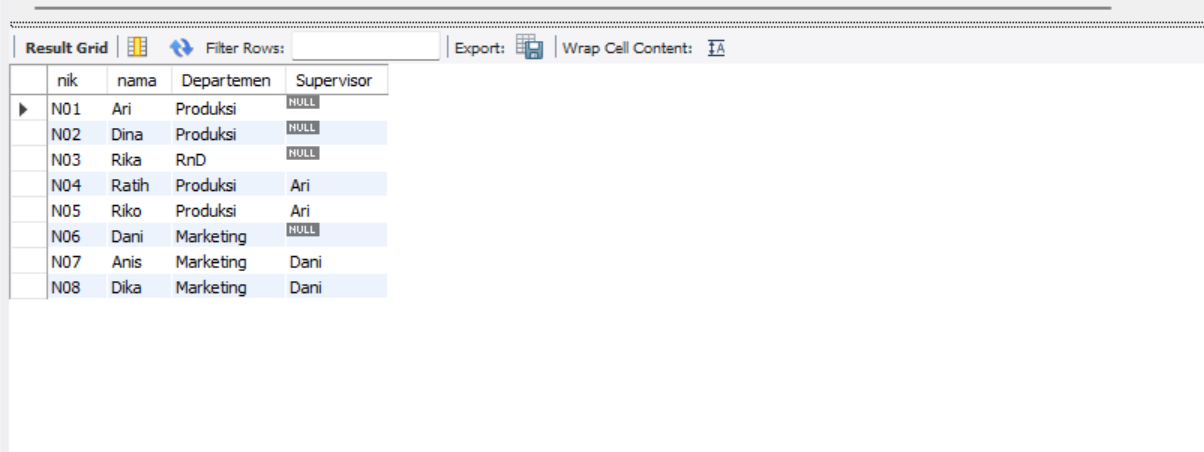 Result Grid Filter Rows: Export: Wrap Cell Content: IA
nik nama Departemen Supervisor
N01 Ari Produksi NULL
N02 Dina Produksi NULL
N03 Rika RnD NULL
N04 Ratih Produksi Ari
N05 Riko Produksi Ari
N06 Dani Marketing NULL
N07 Anis Marketing Dani
N08 Dika Marketing Dani